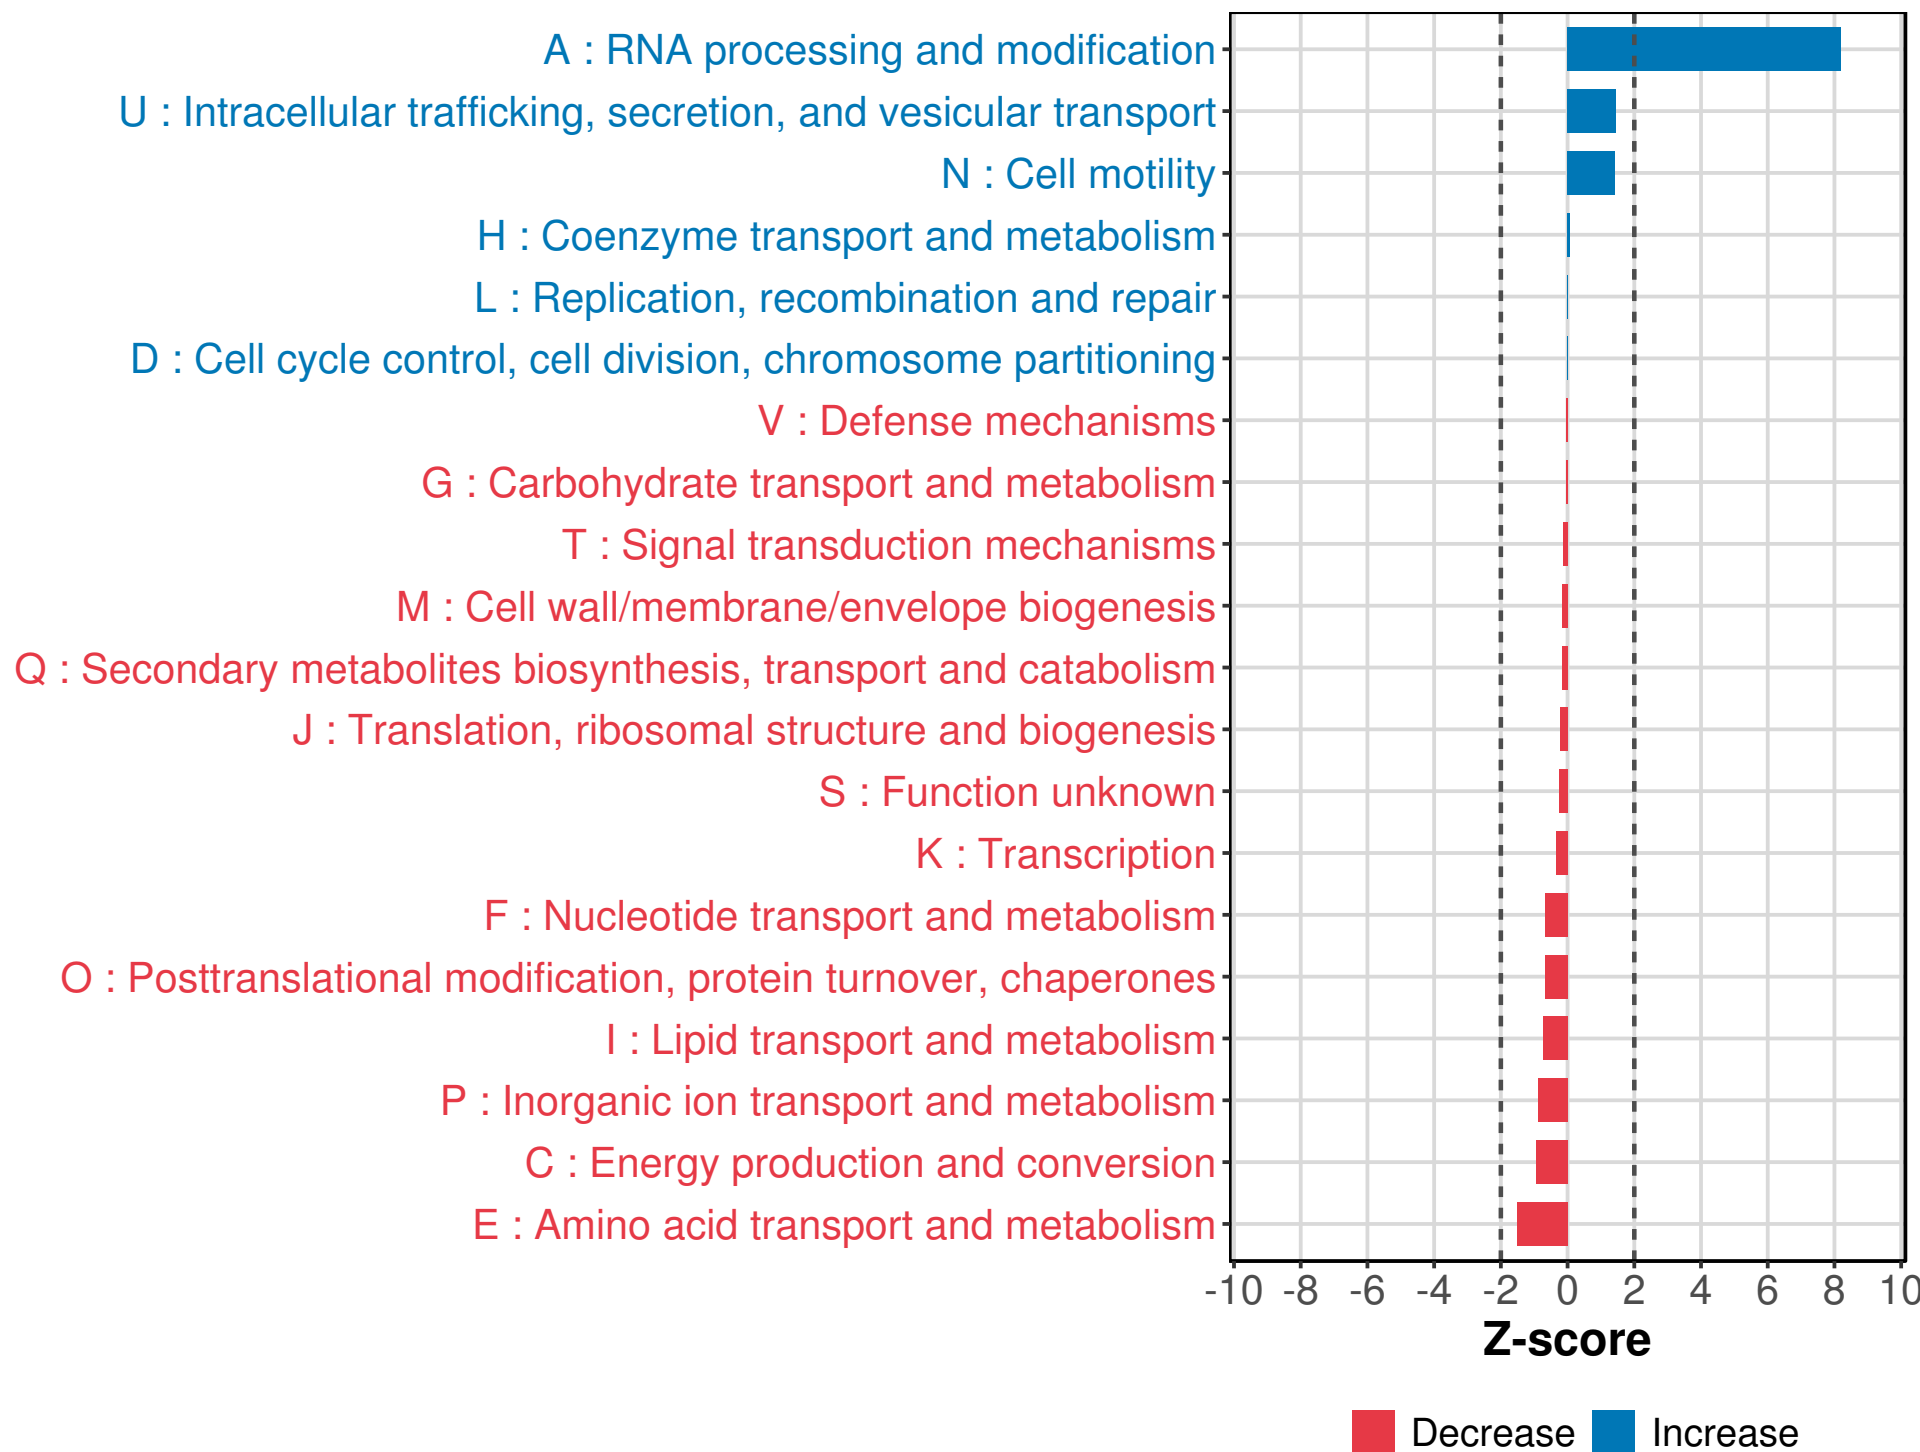 A : RNA processing and modification
U : Intracellular trafficking, secretion, and vesicular transport
N : Cell motility
H : Coenzyme transport and metabolism
L : Replication, recombination and repair
D : Cell cycle control, cell division, chromosome partitioning
V : Defense mechanisms
G : Carbohydrate transport and metabolism
T : Signal transduction mechanisms
M : Cell wall/membrane/envelope biogenesis
Q : Secondary metabolites biosynthesis, transport and catabolism
J : Translation, ribosomal structure and biogenesis
S : Function unknown
K : Transcription
F : Nucleotide transport and metabolism
O : Posttranslational modification, protein turnover, chaperones
I : Lipid transport and metabolism
P : Inorganic ion transport and metabolism
C : Energy production and conversion
E : Amino acid transport and metabolism
-10 -8 -6 -4 -2 0 2 4 6 8 10
Z-score
Decrease Increase